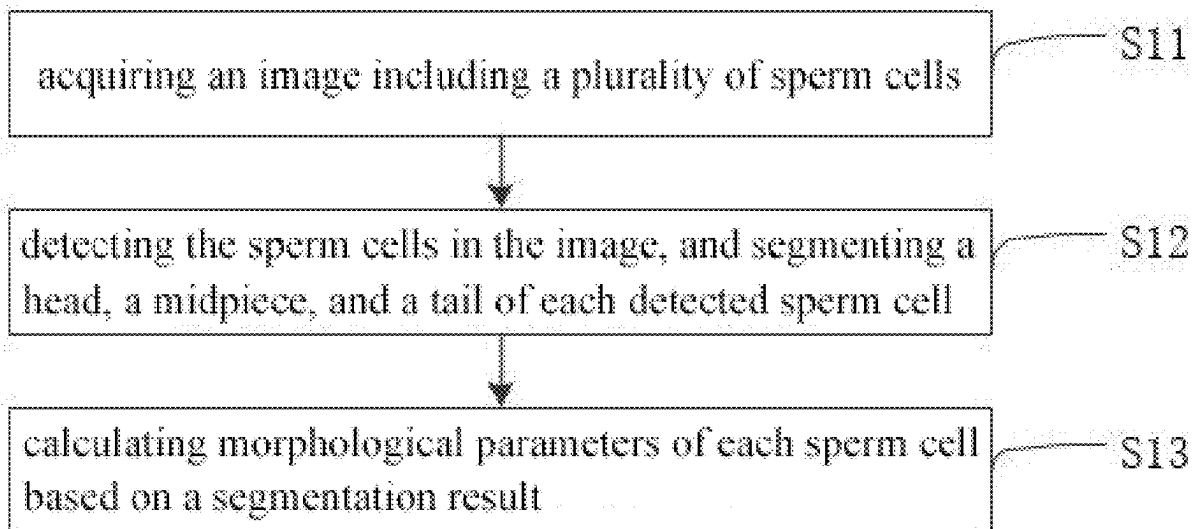 acquiring an image including a plurality of sperm cells
S11
detecting the sperm cells in the image, and segmenting a
head, a midpiece, and a tail of each detected sperm cell
S12
calculating morphological parameters of each sperm cell
based on a segmentation result
S13